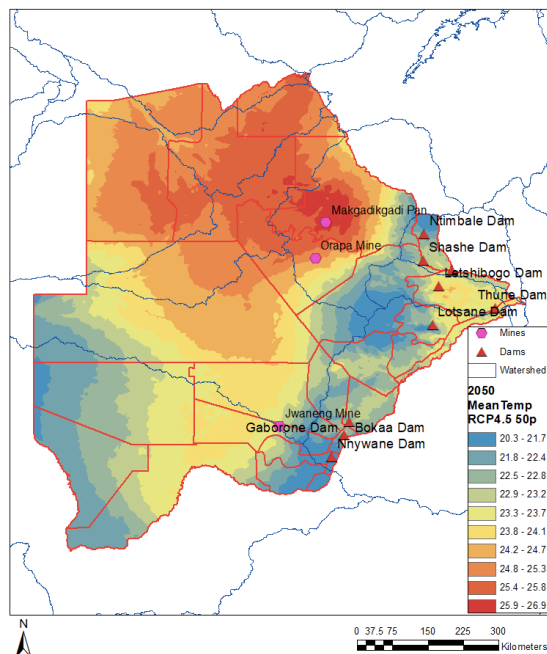 Makgadikgadi Pan
Ntimbale Dam
Orapa Mine
Shashe Dam
Letshibogo Dam
Thune Dam
Lotsane Dam
Mines
Dams
Watershed
Jwaneng Mine
Gaborone Dam
Bokaa Dam
Nnywane Dam
2050
MeanTemp
RCP4.5 50p
20.3 - 21.7
21.8 - 22.4
22.5 - 22.8
22.9 - 23.2
23.3 - 23.7
23.8 - 24.1
24.2 - 24.7
24.8 - 25.3
25.4 - 25.8
25.9 - 26.9
N
0 37.5 75 150 225 300
Kilometers